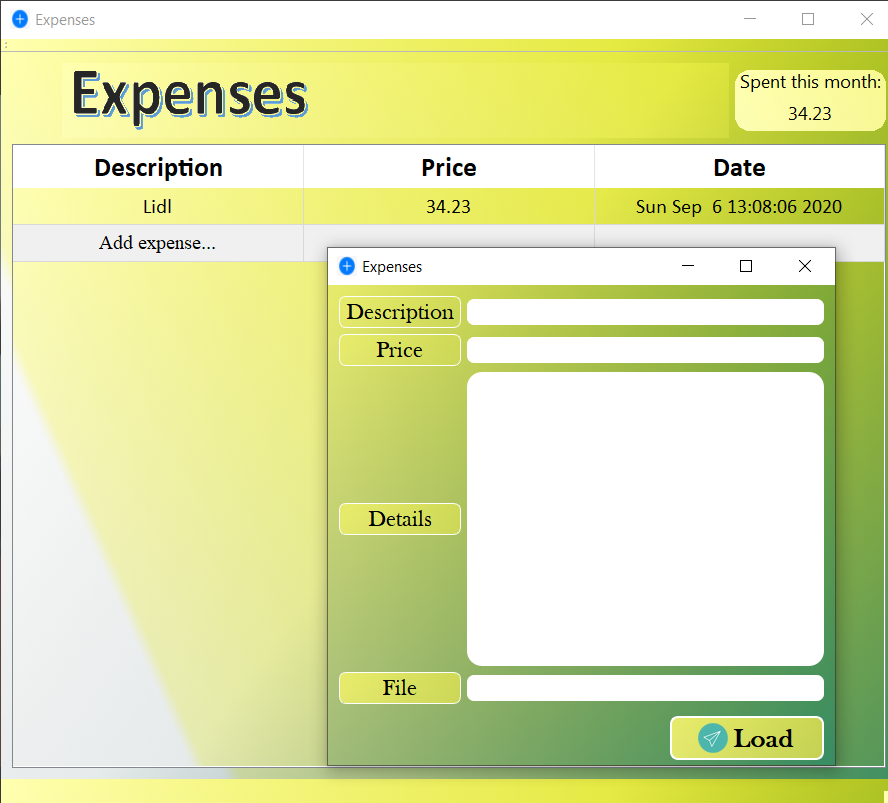 Expenses
Expenses
Spent this month:
34.23
Description Price Date
Lidl 34.23 Sun Sep  6 13:08:06 2020
Add expense...
Expenses
Description
Price
Details
File
Load